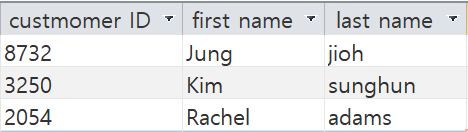 custmomer ID first name last name
8732 Jung jioh
3250 Kim sunghun
2054 Rachel adams